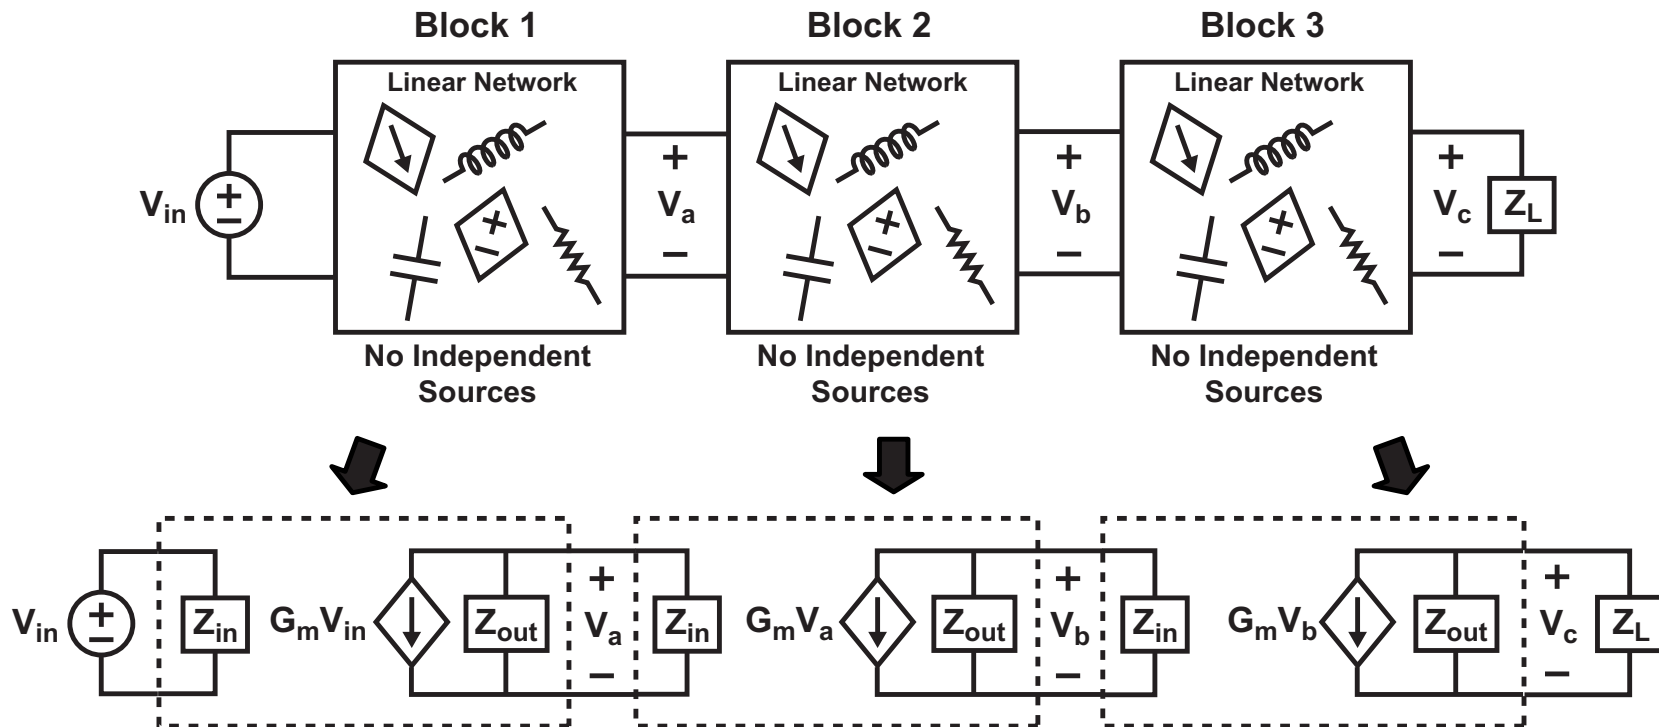 Block 1
Block 2
Block 3
Linear Network
Linear Network
Linear Network
V_in
+
−
+
−
+
V_a
−
+
−
+
V_b
−
+
−
+
V_c
−
Z_L
No Independent
Sources
No Independent
Sources
No Independent
Sources
V_in
+
−
Z_in
G_mV_in
Z_out
+
V_a
−
Z_in
G_mV_a
Z_out
+
V_b
−
Z_in
G_mV_b
Z_out
+
V_c
−
Z_L